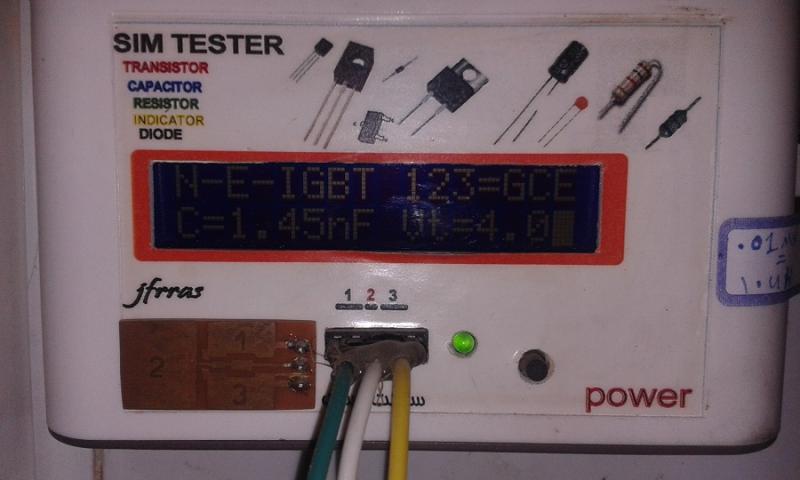 SIM TESTER
TRANSISTOR
CAPACITOR
RESISTOR
INDICATOR
DIODE
N-E-IGBT 123=GCE
C=1.45nF Vt=4.0
jfrras
1 2 3
1
2
3
power
.01
=